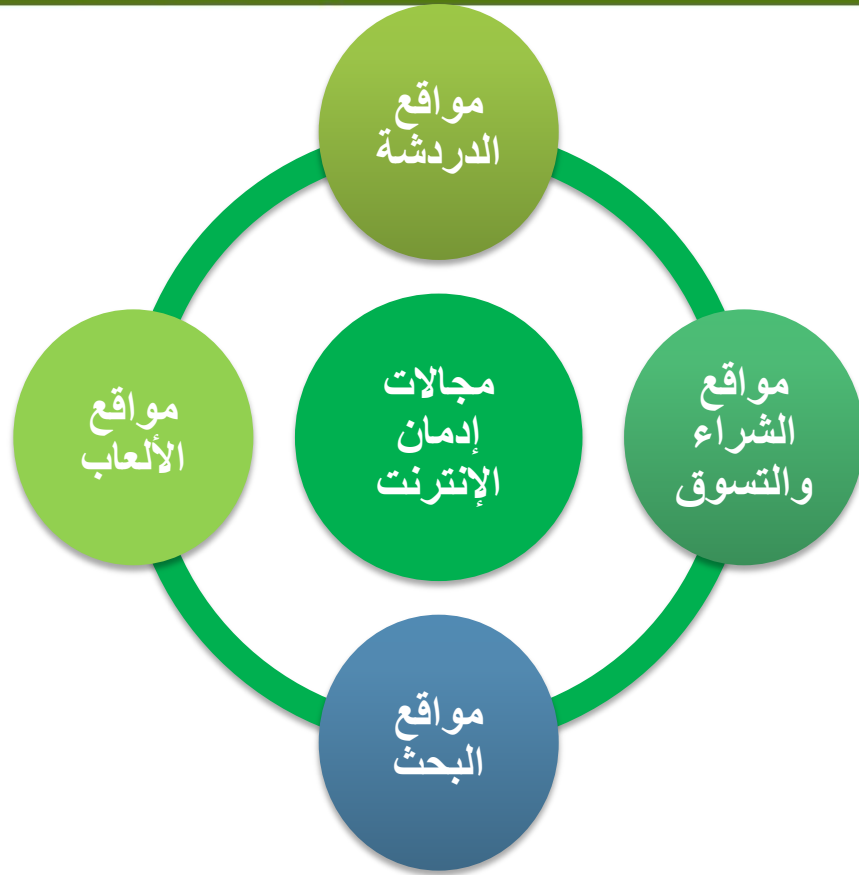 مواقع
الدردشة
مجالات
إدمان
الإنترنت
مواقع
الشراء
والتسوق
مواقع
البحث
مواقع
الألعاب